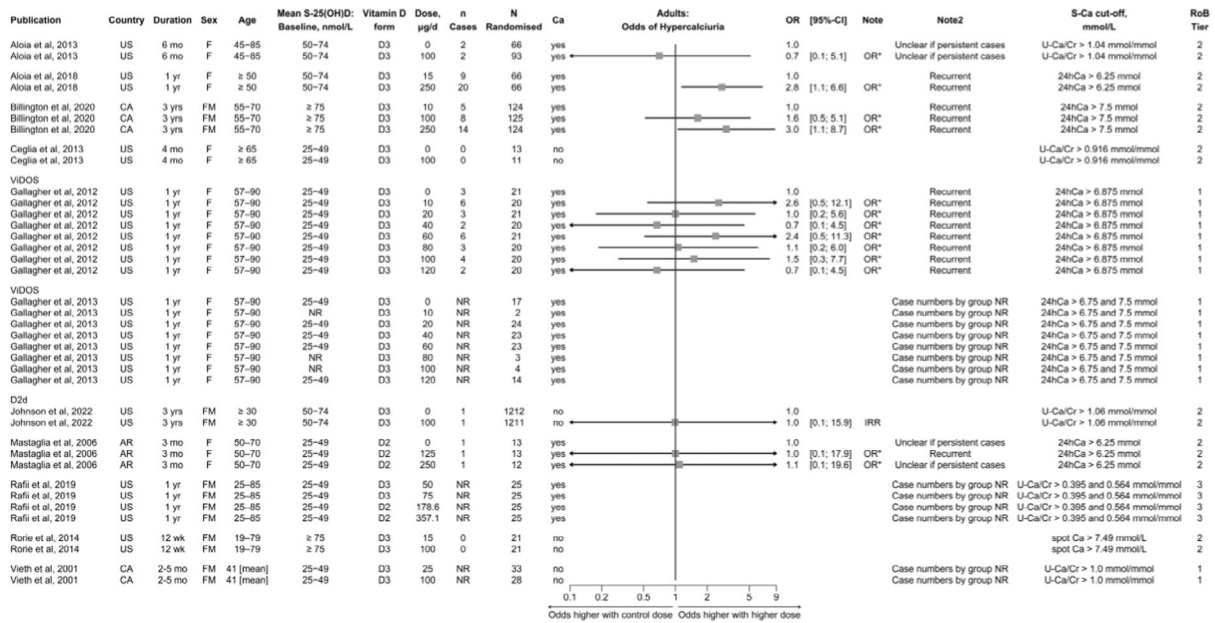 Mean S-25(OH)D: Vitamin D Dose, n N Adults: S-Ca cut-off, RoB
Publication Country Duration Sex Age Baseline, nmol/L form µg/d Cases Randomised Ca Odds of Hypercalciuria OR [95%-CI] Note Note2 mmol/L Tier
Aloia et al, 2013 US 6 mo F 45−85 50−74 D3 0 2 66 yes 1.0 Unclear if persistent cases U-Ca/Cr > 1.04 mmol/mmol 2
Aloia et al, 2013 US 6 mo F 45−85 50−74 D3 100 2 93 yes 0.7 [0.1; 5.1] OR* Unclear if persistent cases U-Ca/Cr > 1.04 mmol/mmol 2
Aloia et al, 2018 US 1 yr F ≥ 50 50−74 D3 15 9 66 yes 1.0 Recurrent 24hCa > 6.25 mmol 2
Aloia et al, 2018 US 1 yr F ≥ 50 50−74 D3 250 20 66 yes 2.8 [1.1; 6.6] OR* Recurrent 24hCa > 6.25 mmol 2
Billington et al, 2020 CA 3 yrs FM 55−70 ≥ 75 D3 10 5 124 yes 1.0 Recurrent 24hCa > 7.5 mmol 2
Billington et al, 2020 CA 3 yrs FM 55−70 ≥ 75 D3 100 8 125 yes 1.6 [0.5; 5.1] OR* Recurrent 24hCa > 7.5 mmol 2
Billington et al, 2020 CA 3 yrs FM 55−70 ≥ 75 D3 250 14 124 yes 3.0 [1.1; 8.7] OR* Recurrent 24hCa > 7.5 mmol 2
Ceglia et al, 2013 US 4 mo F ≥ 65 25−49 D3 0 0 13 no U-Ca/Cr > 0.916 mmol/mmol 2
Ceglia et al, 2013 US 4 mo F ≥ 65 25−49 D3 100 0 11 no U-Ca/Cr > 0.916 mmol/mmol 2
ViDOS
Gallagher et al, 2012 US 1 yr F 57−90 25−49 D3 0 3 21 yes 1.0 Recurrent 24hCa > 6.875 mmol 1
Gallagher et al, 2012 US 1 yr F 57−90 25−49 D3 10 6 20 yes 2.6 [0.5; 12.1] OR* Recurrent 24hCa > 6.875 mmol 1
Gallagher et al, 2012 US 1 yr F 57−90 25−49 D3 20 3 21 yes 1.0 [0.2; 5.6] OR* Recurrent 24hCa > 6.875 mmol 1
Gallagher et al, 2012 US 1 yr F 57−90 25−49 D3 40 2 20 yes 0.7 [0.1; 4.5] OR* Recurrent 24hCa > 6.875 mmol 1
Gallagher et al, 2012 US 1 yr F 57−90 25−49 D3 60 6 21 yes 2.4 [0.5; 11.3] OR* Recurrent 24hCa > 6.875 mmol 1
Gallagher et al, 2012 US 1 yr F 57−90 25−49 D3 80 3 20 yes 1.1 [0.2; 6.0] OR* Recurrent 24hCa > 6.875 mmol 1
Gallagher et al, 2012 US 1 yr F 57−90 25−49 D3 100 4 20 yes 1.5 [0.3; 7.7] OR* Recurrent 24hCa > 6.875 mmol 1
Gallagher et al, 2012 US 1 yr F 57−90 25−49 D3 120 2 20 yes 0.7 [0.1; 4.5] OR* Recurrent 24hCa > 6.875 mmol 1
ViDOS
Gallagher et al, 2013 US 1 yr F 57−90 25−49 D3 0 NR 17 yes Case numbers by group NR 24hCa > 6.75 and 7.5 mmol 1
Gallagher et al, 2013 US 1 yr F 57−90 NR D3 10 NR 2 yes Case numbers by group NR 24hCa > 6.75 and 7.5 mmol 1
Gallagher et al, 2013 US 1 yr F 57−90 25−49 D3 20 NR 24 yes Case numbers by group NR 24hCa > 6.75 and 7.5 mmol 1
Gallagher et al, 2013 US 1 yr F 57−90 25−49 D3 40 NR 23 yes Case numbers by group NR 24hCa > 6.75 and 7.5 mmol 1
Gallagher et al, 2013 US 1 yr F 57−90 25−49 D3 60 NR 23 yes Case numbers by group NR 24hCa > 6.75 and 7.5 mmol 1
Gallagher et al, 2013 US 1 yr F 57−90 NR D3 80 NR 3 yes Case numbers by group NR 24hCa > 6.75 and 7.5 mmol 1
Gallagher et al, 2013 US 1 yr F 57−90 NR D3 100 NR 4 yes Case numbers by group NR 24hCa > 6.75 and 7.5 mmol 1
Gallagher et al, 2013 US 1 yr F 57−90 25−49 D3 120 NR 14 yes Case numbers by group NR 24hCa > 6.75 and 7.5 mmol 1
D2d
Johnson et al, 2022 US 3 yrs FM ≥ 30 50−74 D3 0 1 1212 no 1.0 U-Ca/Cr > 1.06 mmol/mmol 2
Johnson et al, 2022 US 3 yrs FM ≥ 30 50−74 D3 100 1 1211 no 1.0 [0.1; 15.9] IRR U-Ca/Cr > 1.06 mmol/mmol 2
Mastaglia et al, 2006 AR 3 mo F 50−70 25−49 D2 0 1 13 yes 1.0 Unclear if persistent cases 24hCa > 6.25 mmol 2
Mastaglia et al, 2006 AR 3 mo F 50−70 25−49 D2 125 1 13 yes 1.0 [0.1; 17.9] OR* Recurrent 24hCa > 6.25 mmol 2
Mastaglia et al, 2006 AR 3 mo F 50−70 25−49 D2 250 1 12 yes 1.1 [0.1; 19.6] OR* Unclear if persistent cases 24hCa > 6.25 mmol 2
Rafii et al, 2019 US 1 yr FM 25−85 25−49 D3 50 NR 25 yes Case numbers by group NR U-Ca/Cr > 0.395 and 0.564 mmol/mmol 3
Rafii et al, 2019 US 1 yr FM 25−85 25−49 D3 75 NR 25 yes Case numbers by group NR U-Ca/Cr > 0.395 and 0.564 mmol/mmol 3
Rafii et al, 2019 US 1 yr FM 25−85 25−49 D2 178.6 NR 25 yes Case numbers by group NR U-Ca/Cr > 0.395 and 0.564 mmol/mmol 3
Rafii et al, 2019 US 1 yr FM 25−85 25−49 D2 357.1 NR 25 yes Case numbers by group NR U-Ca/Cr > 0.395 and 0.564 mmol/mmol 3
Rorie et al, 2014 US 12 wk FM 19−79 ≥ 75 D3 15 0 21 no spot Ca > 7.49 mmol/L 2
Rorie et al, 2014 US 12 wk FM 19−79 ≥ 75 D3 100 0 21 no spot Ca > 7.49 mmol/L 2
Vieth et al, 2001 CA 2-5 mo FM 41 [mean] 25−49 D3 25 NR 33 no Case numbers by group NR U-Ca/Cr > 1.0 mmol/mmol 1
Vieth et al, 2001 CA 2-5 mo FM 41 [mean] 25−49 D3 100 NR 28 no Case numbers by group NR U-Ca/Cr > 1.0 mmol/mmol 1
0.1 0.2 0.5 1 2 9
Odds higher with control dose Odds higher with higher dose